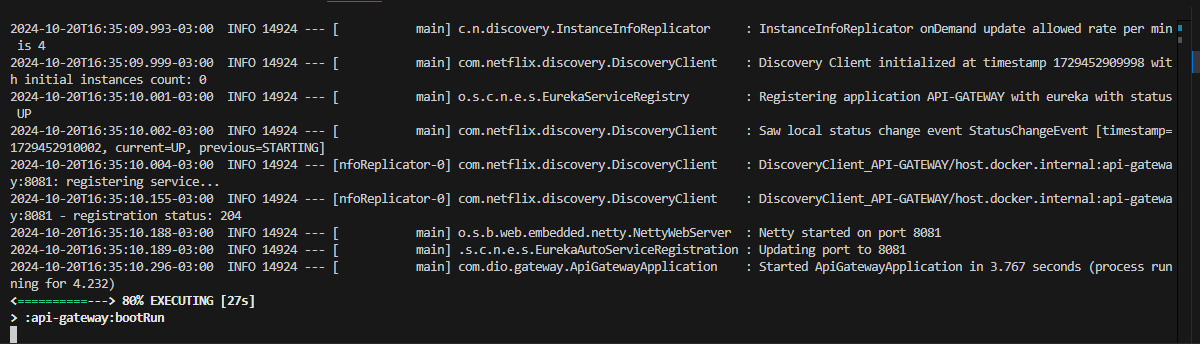 2024-10-20T16:35:09.993-03:00  INFO 14924 --- [           main] c.n.discovery.InstanceInfoReplicator     : InstanceInfoReplicator onDemand update allowed rate per min
 is 4
2024-10-20T16:35:09.999-03:00  INFO 14924 --- [           main] com.netflix.discovery.DiscoveryClient    : Discovery Client initialized at timestamp 1729452909998 wit
h initial instances count: 0
2024-10-20T16:35:10.001-03:00  INFO 14924 --- [           main] o.s.c.n.e.s.EurekaServiceRegistry        : Registering application API-GATEWAY with eureka with status
 UP
2024-10-20T16:35:10.002-03:00  INFO 14924 --- [           main] com.netflix.discovery.DiscoveryClient    : Saw local status change event StatusChangeEvent [timestamp=
1729452910002, current=UP, previous=STARTING]
2024-10-20T16:35:10.004-03:00  INFO 14924 --- [nfoReplicator-0] com.netflix.discovery.DiscoveryClient    : DiscoveryClient_API-GATEWAY/host.docker.internal:api-gatewa
y:8081: registering service...
2024-10-20T16:35:10.155-03:00  INFO 14924 --- [nfoReplicator-0] com.netflix.discovery.DiscoveryClient    : DiscoveryClient_API-GATEWAY/host.docker.internal:api-gatewa
y:8081 - registration status: 204
2024-10-20T16:35:10.188-03:00  INFO 14924 --- [           main] o.s.b.web.embedded.netty.NettyWebServer  : Netty started on port 8081
2024-10-20T16:35:10.189-03:00  INFO 14924 --- [           main] .s.c.n.e.s.EurekaAutoServiceRegistration : Updating port to 8081
2024-10-20T16:35:10.296-03:00  INFO 14924 --- [           main] com.dio.gateway.ApiGatewayApplication    : Started ApiGatewayApplication in 3.767 seconds (process run
ning for 4.232)
<==========---> 80% EXECUTING [27s]
> :api-gateway:bootRun